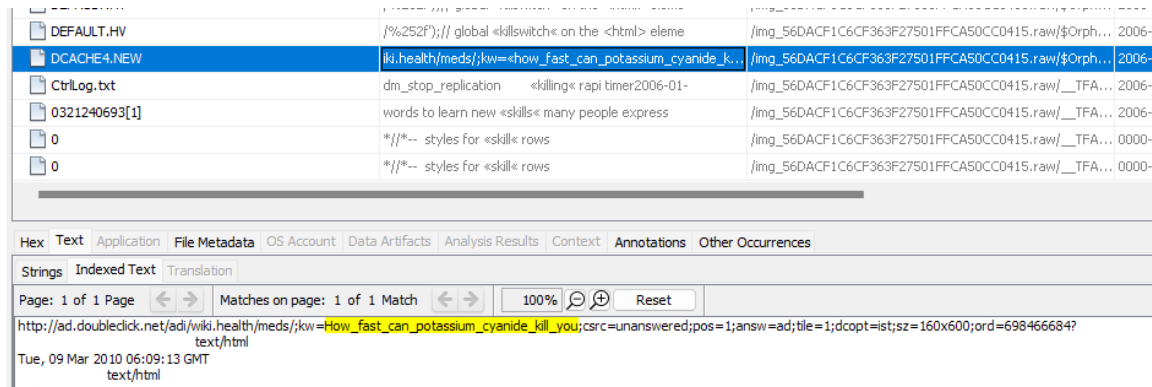 DEFAULT.HV /%252f');// global «killswitch« on the <html> eleme /img_56DACF1C6CF363F27501FFCA50CC0415.raw/$Orph... 2006-
DCACHE4.NEW iki.health/meds/;kw=«how_fast_can_potassium_cyanide_k... /img_56DACF1C6CF363F27501FFCA50CC0415.raw/$Orph... 2006-
CtrlLog.txt dm_stop_replication «killing« rapi timer2006-01- /img_56DACF1C6CF363F27501FFCA50CC0415.raw/__TFA... 2006-
0321240693[1] words to learn new «skills« many people express /img_56DACF1C6CF363F27501FFCA50CC0415.raw/__TFA... 2006-
0 *//*-- styles for «skill« rows /img_56DACF1C6CF363F27501FFCA50CC0415.raw/__TFA... 0000-
0 *//*-- styles for «skill« rows /img_56DACF1C6CF363F27501FFCA50CC0415.raw/__TFA... 0000-
Hex Text Application File Metadata OS Account Data Artifacts Analysis Results Context Annotations Other Occurrences
Strings Indexed Text Translation
Page: 1 of 1 Page Matches on page: 1 of 1 Match 100% Reset
http://ad.doubleclick.net/adi/wiki.health/meds/;kw=How_fast_can_potassium_cyanide_kill_you;csrc=unanswered;pos=1;answ=ad;tile=1;dcopt=ist;sz=160x600;ord=698466684?
text/html
Tue, 09 Mar 2010 06:09:13 GMT
text/html